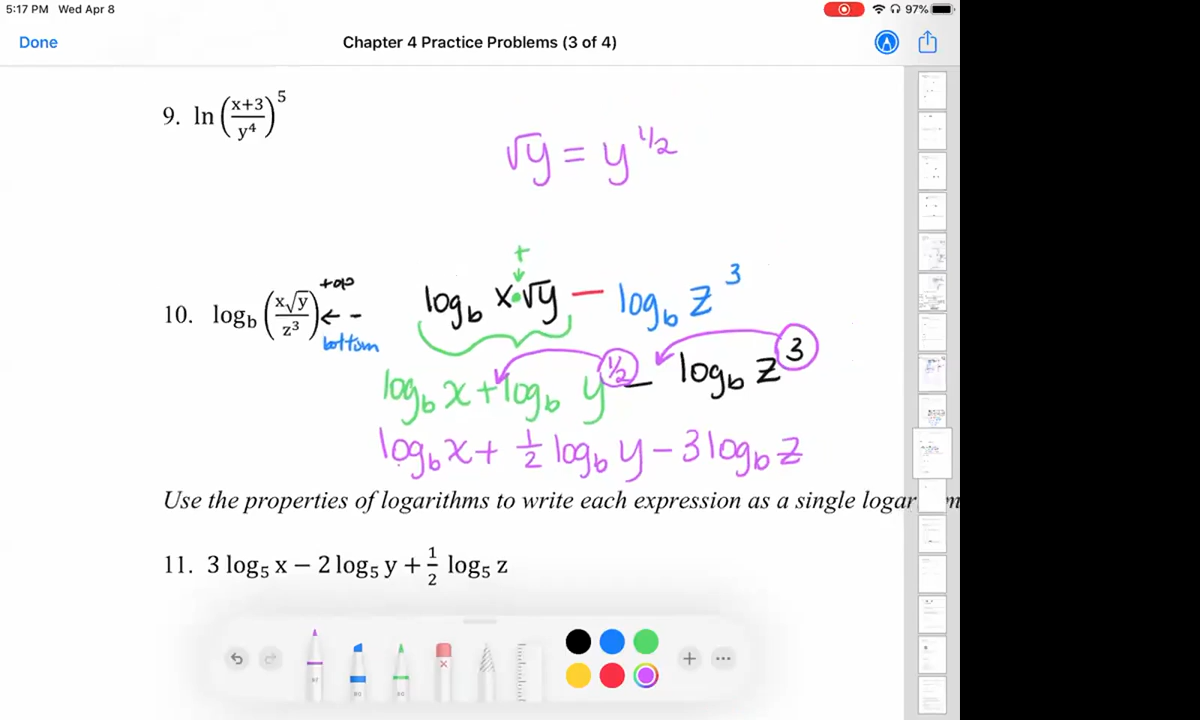 5:17 PM Wed Apr 8 97%
Done Chapter 4 Practice Problems (3 of 4)
9. ln (x+3/y⁴)⁵
√y = y^1/2
+
10. log_b (x√y/z³) top ← - bottom
log_b x·√y − log_b z³
log_b x + log_b y^1/2 − log_b z³
log_b x + 1/2 log_b y − 3 log_b z
Use the properties of logarithms to write each expression as a single logar m
11. 3 log₅ x − 2 log₅ y + 1/2 log₅ z